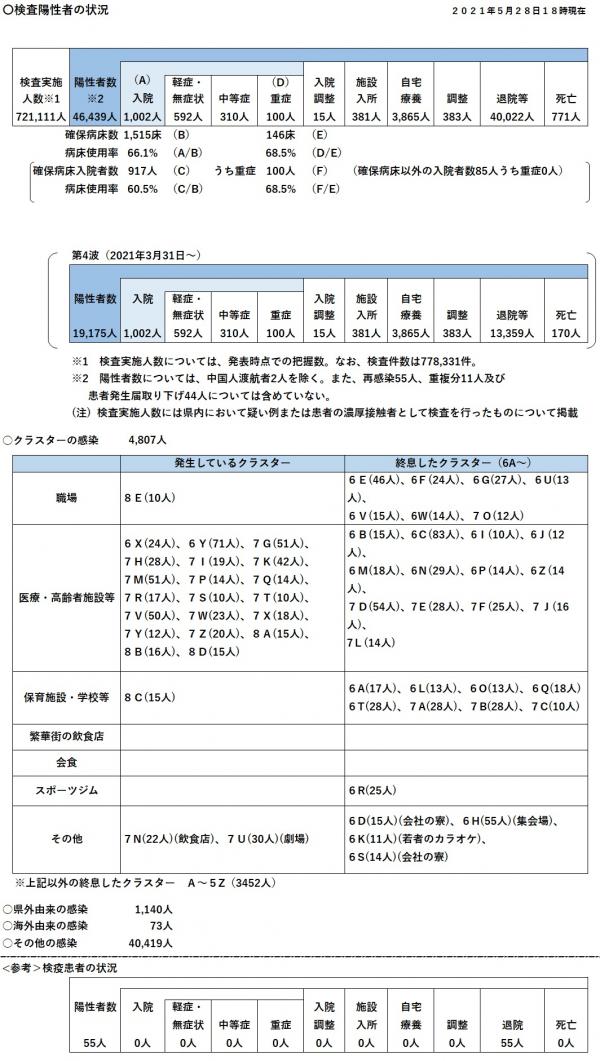 〇検査陽性者の状況
２０２１年５月２８日１８時現在
検査実施人数※1 陽性者数※2 （A）入院 軽症・無症状 中等症 （D）重症 入院調整 施設入所 自宅療養 調整 退院等 死亡
721,111人 46,439人 1,002人 592人 310人 100人 15人 381人 3,865人 383人 40,022人 771人
確保病床数 1,515床 （B） 146床 （E）
病床使用率 66.1% （A/B） 68.5% （D/E）
確保病床入院者数 917人 （C） うち重症 100人 （F） （確保病床以外の入院者数85人うち重症0人）
病床使用率 60.5% （C/B） 68.5% （F/E）
第4波（2021年3月31日～）
陽性者数 入院 軽症・無症状 中等症 重症 入院調整 施設入所 自宅療養 調整 退院等 死亡
19,175人 1,002人 592人 310人 100人 15人 381人 3,865人 383人 13,359人 170人
※1　検査実施人数については、発表時点での把握数。なお、検査件数は778,331件。
※2　陽性者数については、中国人渡航者2人を除く。また、再感染55人、重複分11人及び
患者発生届取り下げ44人については含めていない。
（注）検査実施人数には県内において疑い例または患者の濃厚接触者として検査を行ったものについて掲載
○クラスターの感染 4,807人
発生しているクラスター 終息したクラスター（6A～）
職場
８Ｅ(10人)
６Ｅ(46人)、６Ｆ(24人)、６Ｇ(27人)、６Ｕ(13
人)、
６Ｖ(15人)、６Ｗ(14人)、７Ｏ(12人)
医療・高齢者施設等
６Ｘ(24人)、６Ｙ(71人)、７Ｇ(51人)、
７Ｈ(28人)、７Ｉ(19人)、７Ｋ(42人)、
７Ｍ(51人)、７Ｐ(14人)、７Ｑ(14人)、
７Ｒ(17人)、７Ｓ(10人)、７Ｔ(10人)、
７Ｖ(50人)、７Ｗ(23人)、７Ｘ(18人)、
７Ｙ(12人)、７Ｚ(20人)、８Ａ(15人)、
８Ｂ(16人)、８Ｄ(15人)
６Ｂ(15人)、６Ｃ(83人)、６Ｉ(10人)、６Ｊ(12
人)、
６Ｍ(18人)、６Ｎ(29人)、６Ｐ(14人)、６Ｚ(14
人)、
７Ｄ(54人)、７Ｅ(28人)、７Ｆ(25人)、７Ｊ(16
人)、
７Ｌ(14人)
保育施設・学校等
８Ｃ(15人)
６Ａ(17人)、６Ｌ(13人)、６Ｏ(13人)、６Ｑ(18人)
６Ｔ(28人)、７Ａ(28人)、７Ｂ(28人)、７Ｃ(10人)
繁華街の飲食店
会食
スポーツジム
６Ｒ(25人)
その他
７Ｎ(22人)(飲食店)、７Ｕ(30人)(劇場)
６Ｄ(15人)(会社の寮)、６Ｈ(55人)(集会場)、
６Ｋ(11人)(若者のカラオケ)、
６Ｓ(14人)(会社の寮)
※上記以外の終息したクラスター　Ａ～５Ｚ（3452人）
○県外由来の感染 1,140人
○海外由来の感染 73人
○その他の感染 40,419人
<参考＞検疫患者の状況
陽性者数 入院 軽症・無症状 中等症 重症 入院調整 施設入所 自宅療養 調整 退院 死亡
55人 0人 0人 0人 0人 0人 0人 0人 0人 55人 0人